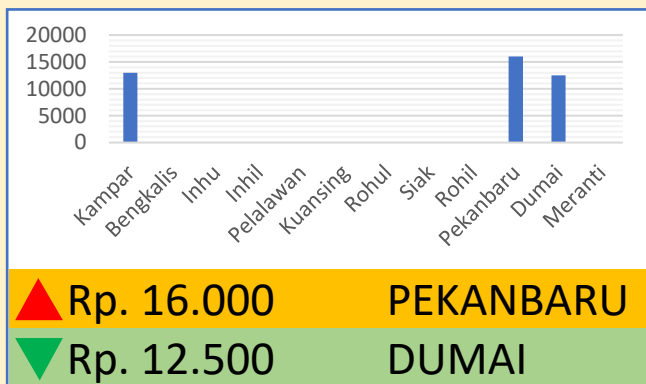 20000
15000
10000
5000
0
Kampar
Bengkalis
Inhu
Inhil
Pelalawan
Kuansing
Rohul
Siak
Rohil
Pekanbaru
Dumai
Meranti
Rp. 16.000 PEKANBARU
Rp. 12.500 DUMAI